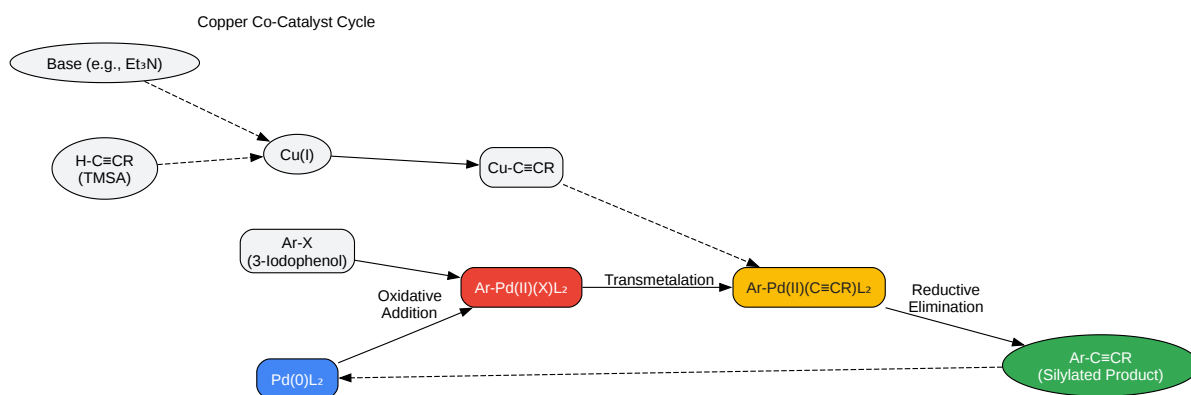 Copper Co-Catalyst Cycle
Base (e.g., Et₃N)
H-C≡CR
(TMSA)
Cu(I)
Cu-C≡CR
Ar-X
(3-Iodophenol)
Oxidative
Addition
Ar-Pd(II)(X)L₂
Transmetalation
Ar-Pd(II)(C≡CR)L₂
Reductive
Elimination
Pd(0)L₂
Ar-C≡CR
(Silylated Product)